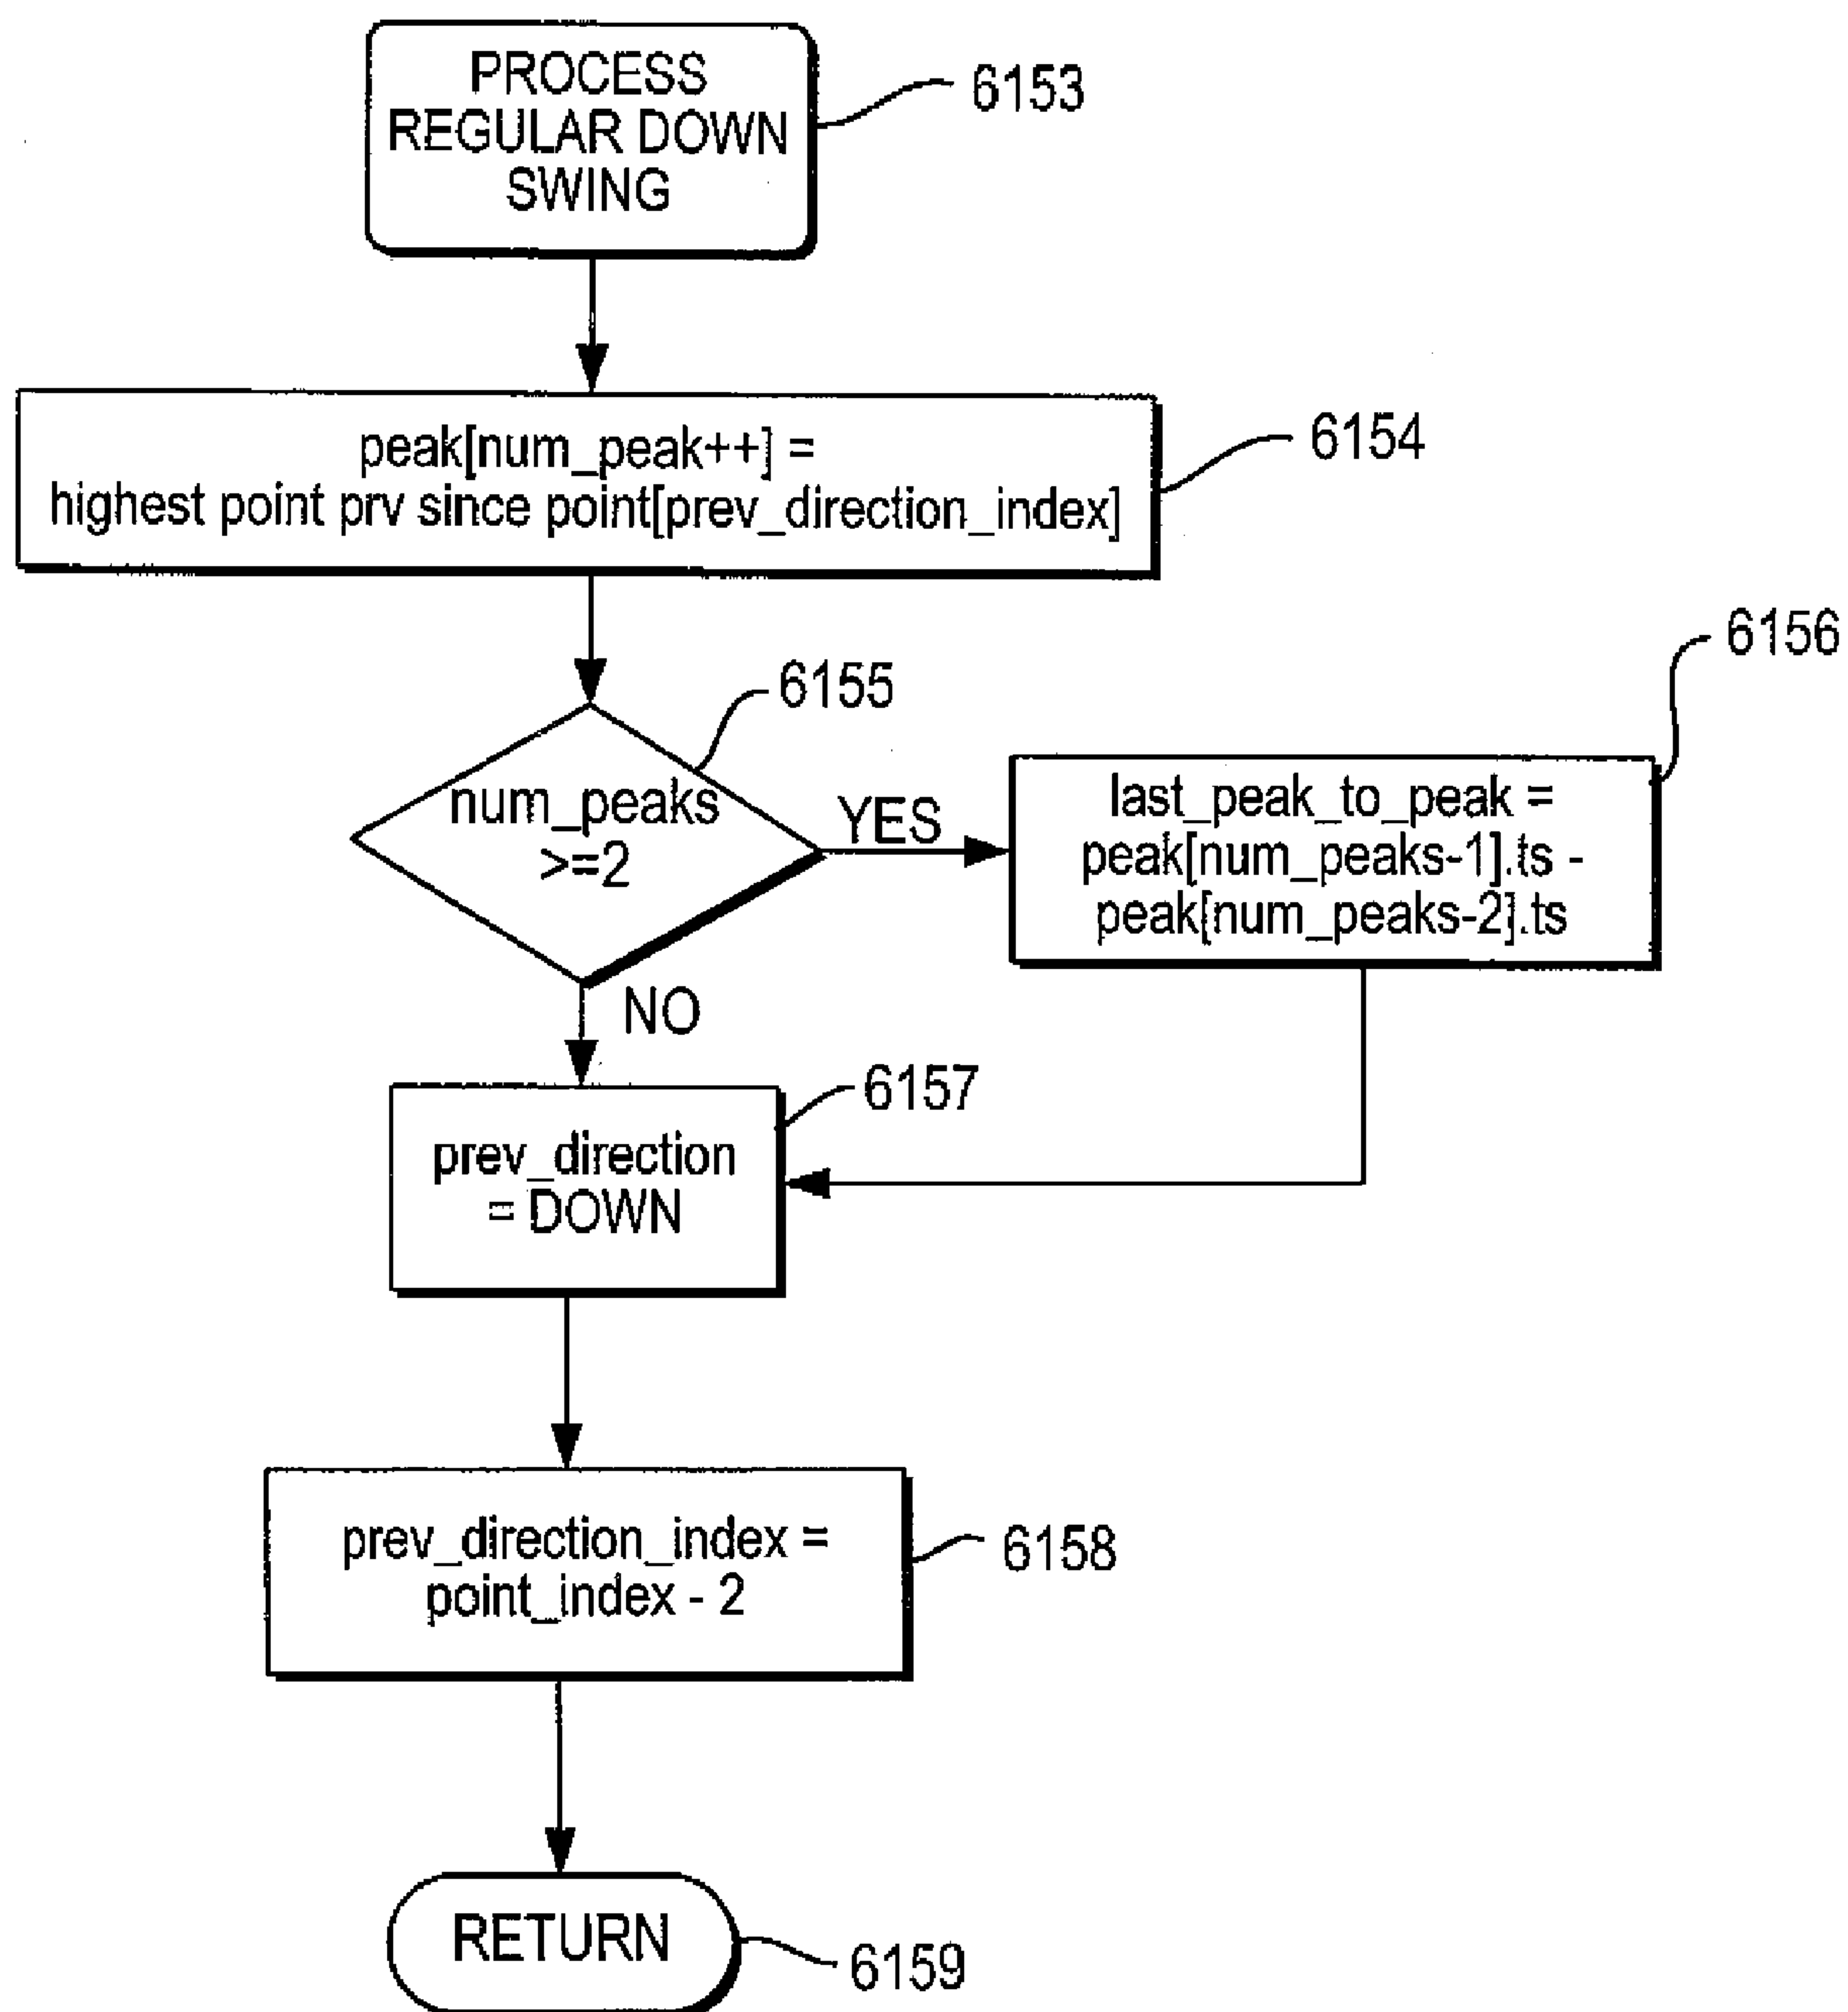 PROCESS
REGULAR DOWN
SWING
6153
peak[num_peak++] =
highest point prv since point[prev_direction_index]
6154
num_peaks
>=2
6155
YES
last_peak_to_peak =
peak[num_peaks-1].ts -
peak[num_peaks-2].ts
6156
NO
prev_direction
= DOWN
6157
prev_direction_index =
point_index - 2
6158
RETURN
6159